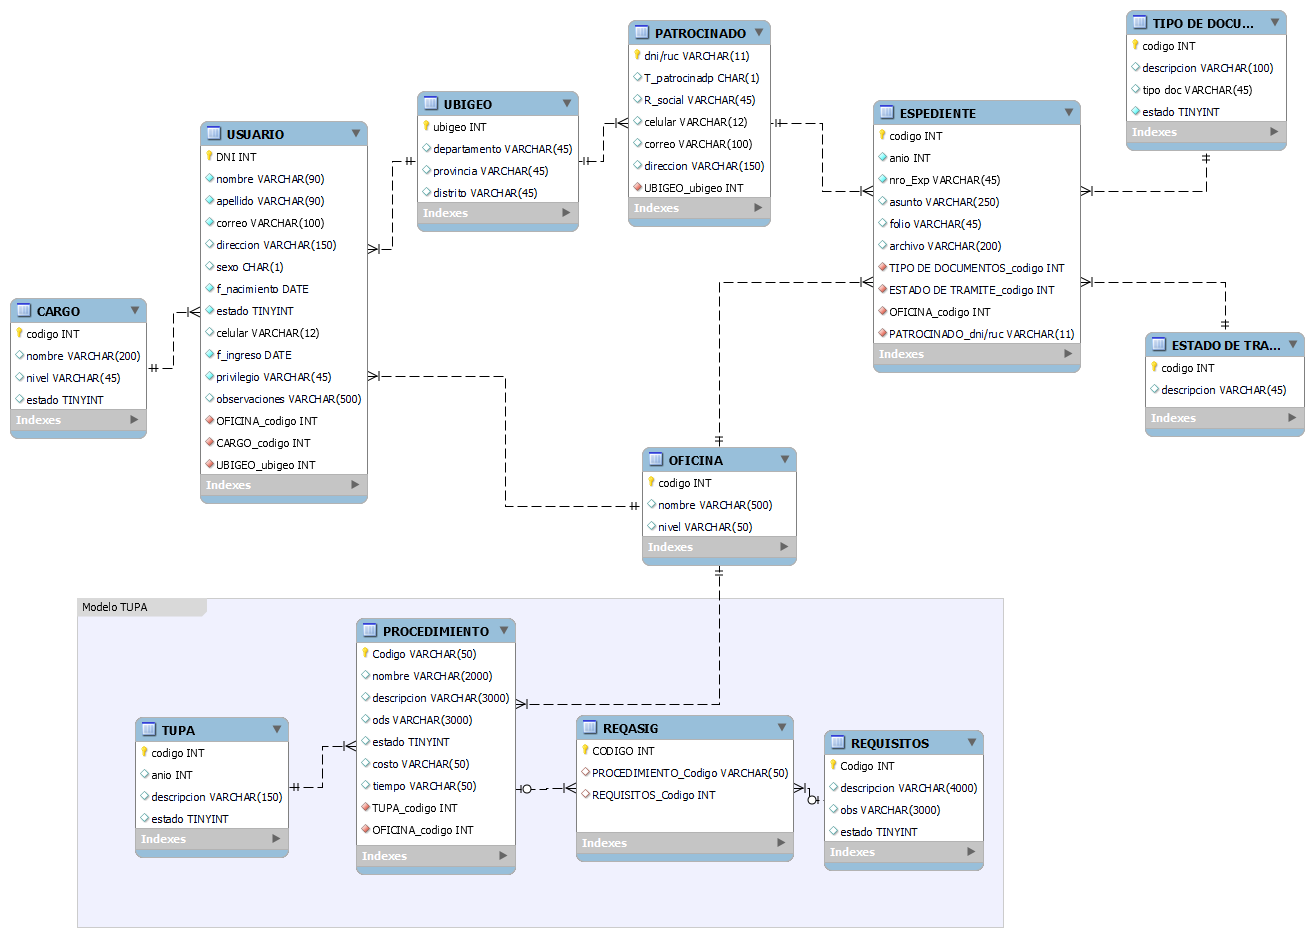 TIPO DE DOCU...
codigo INT
descripcion VARCHAR(100)
tipo doc VARCHAR(45)
estado TINYINT
Indexes
PATROCINADO
dni/ruc VARCHAR(11)
T_patrocinadp CHAR(1)
R_social VARCHAR(45)
celular VARCHAR(12)
correo VARCHAR(100)
direccion VARCHAR(150)
UBIGEO_ubigeo INT
Indexes
UBIGEO
ubigeo INT
departamento VARCHAR(45)
provincia VARCHAR(45)
distrito VARCHAR(45)
Indexes
ESPEDIENTE
codigo INT
anio INT
nro_Exp VARCHAR(45)
asunto VARCHAR(250)
folio VARCHAR(45)
archivo VARCHAR(200)
TIPO DE DOCUMENTOS_codigo INT
ESTADO DE TRAMITE_codigo INT
OFICINA_codigo INT
PATROCINADO_dni/ruc VARCHAR(11)
Indexes
USUARIO
DNI INT
nombre VARCHAR(90)
apellido VARCHAR(90)
correo VARCHAR(100)
direccion VARCHAR(150)
sexo CHAR(1)
f_nacimiento DATE
estado TINYINT
celular VARCHAR(12)
f_ingreso DATE
privilegio VARCHAR(45)
observaciones VARCHAR(500)
OFICINA_codigo INT
CARGO_codigo INT
UBIGEO_ubigeo INT
Indexes
CARGO
codigo INT
nombre VARCHAR(200)
nivel VARCHAR(45)
estado TINYINT
Indexes
ESTADO DE TRA...
codigo INT
descripcion VARCHAR(45)
Indexes
OFICINA
codigo INT
nombre VARCHAR(500)
nivel VARCHAR(50)
Indexes
Modelo TUPA
PROCEDIMIENTO
Codigo VARCHAR(50)
nombre VARCHAR(2000)
descripcion VARCHAR(3000)
ods VARCHAR(3000)
estado TINYINT
costo VARCHAR(50)
tiempo VARCHAR(50)
TUPA_codigo INT
OFICINA_codigo INT
Indexes
TUPA
codigo INT
anio INT
descripcion VARCHAR(150)
estado TINYINT
Indexes
REQASIG
CODIGO INT
PROCEDIMIENTO_Codigo VARCHAR(50)
REQUISITOS_Codigo INT
Indexes
REQUISITOS
Codigo INT
descripcion VARCHAR(4000)
obs VARCHAR(3000)
estado TINYINT
Indexes